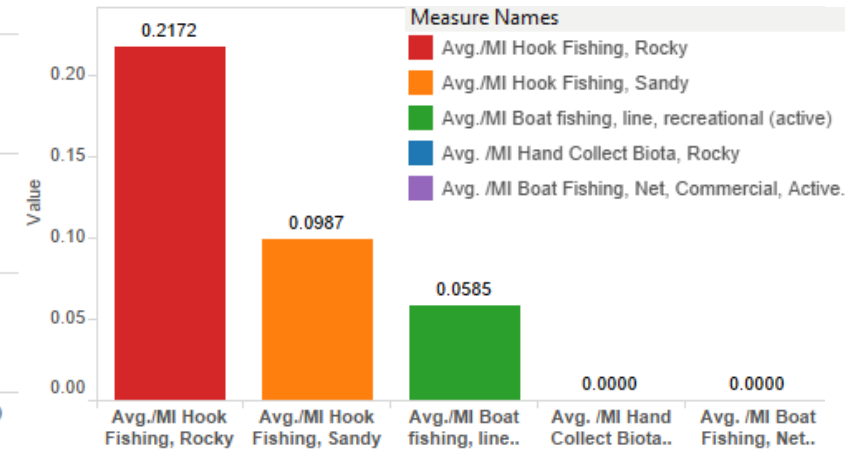 Measure Names
Avg./MI Hook Fishing, Rocky
Avg./MI Hook Fishing, Sandy
Avg./MI Boat fishing, line, recreational (active)
Avg. /MI Hand Collect Biota, Rocky
Avg. /MI Boat Fishing, Net, Commercial, Active.
Value
0.20
0.15
0.10
0.05
0.00
0.2172
0.0987
0.0585
0.0000
0.0000
Avg./MI Hook
Fishing, Rocky
Avg./MI Hook
Fishing, Sandy
Avg./MI Boat
fishing, line..
Avg. /MI Hand
Collect Biota..
Avg. /MI Boat
Fishing, Net..